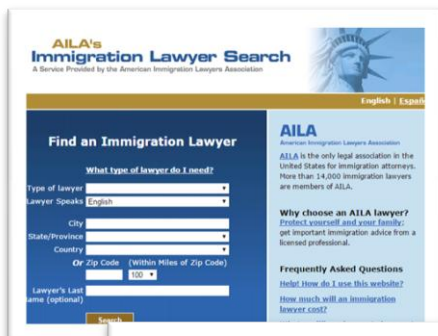 AILA's
Immigration Lawyer Search
A Service Provided by the American Immigration Lawyers Association
English | Españ
Find an Immigration Lawyer
What type of lawyer do I need?
Type of lawyer
Lawyer Speaks English
City
State/Province
Country
Or Zip Code (Within Miles of Zip Code)
100
Lawyer's Last
ame (optional)
Search
AILA
American Immigration Lawyers Association
AILA is the only legal association in the
United States for immigration attorneys.
More than 14,000 immigration lawyers
are members of AILA.
Why choose an AILA lawyer?
Protect yourself and your family;
get important immigration advice from a
licensed professional.
Frequently Asked Questions
Help! How do I use this website?
How much will an immigration
lawyer cost?